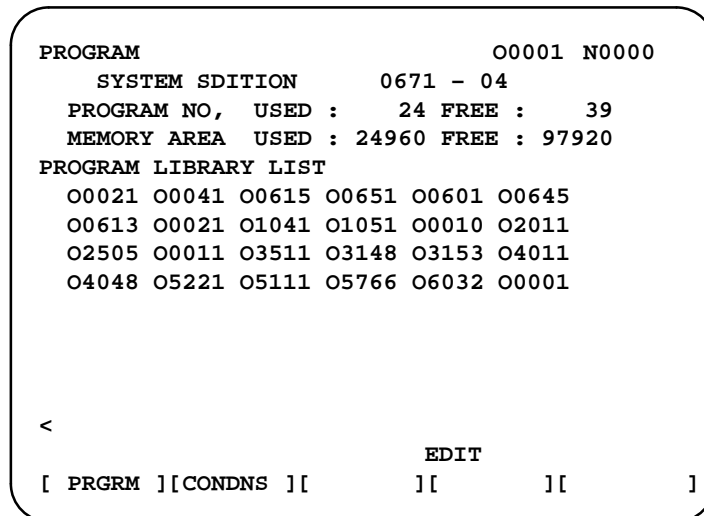 PROGRAM O0001 N0000
SYSTEM SDITION 0671 – 04
PROGRAM NO, USED : 24 FREE : 39
MEMORY AREA USED : 24960 FREE : 97920
PROGRAM LIBRARY LIST
O0021 O0041 O0615 O0651 O0601 O0645
O0613 O0021 O1041 O1051 O0010 O2011
O2505 O0011 O3511 O3148 O3153 O4011
O4048 O5221 O5111 O5766 O6032 O0001
<
EDIT
[ PRGRM ][CONDNS ][ ][ ][ ]